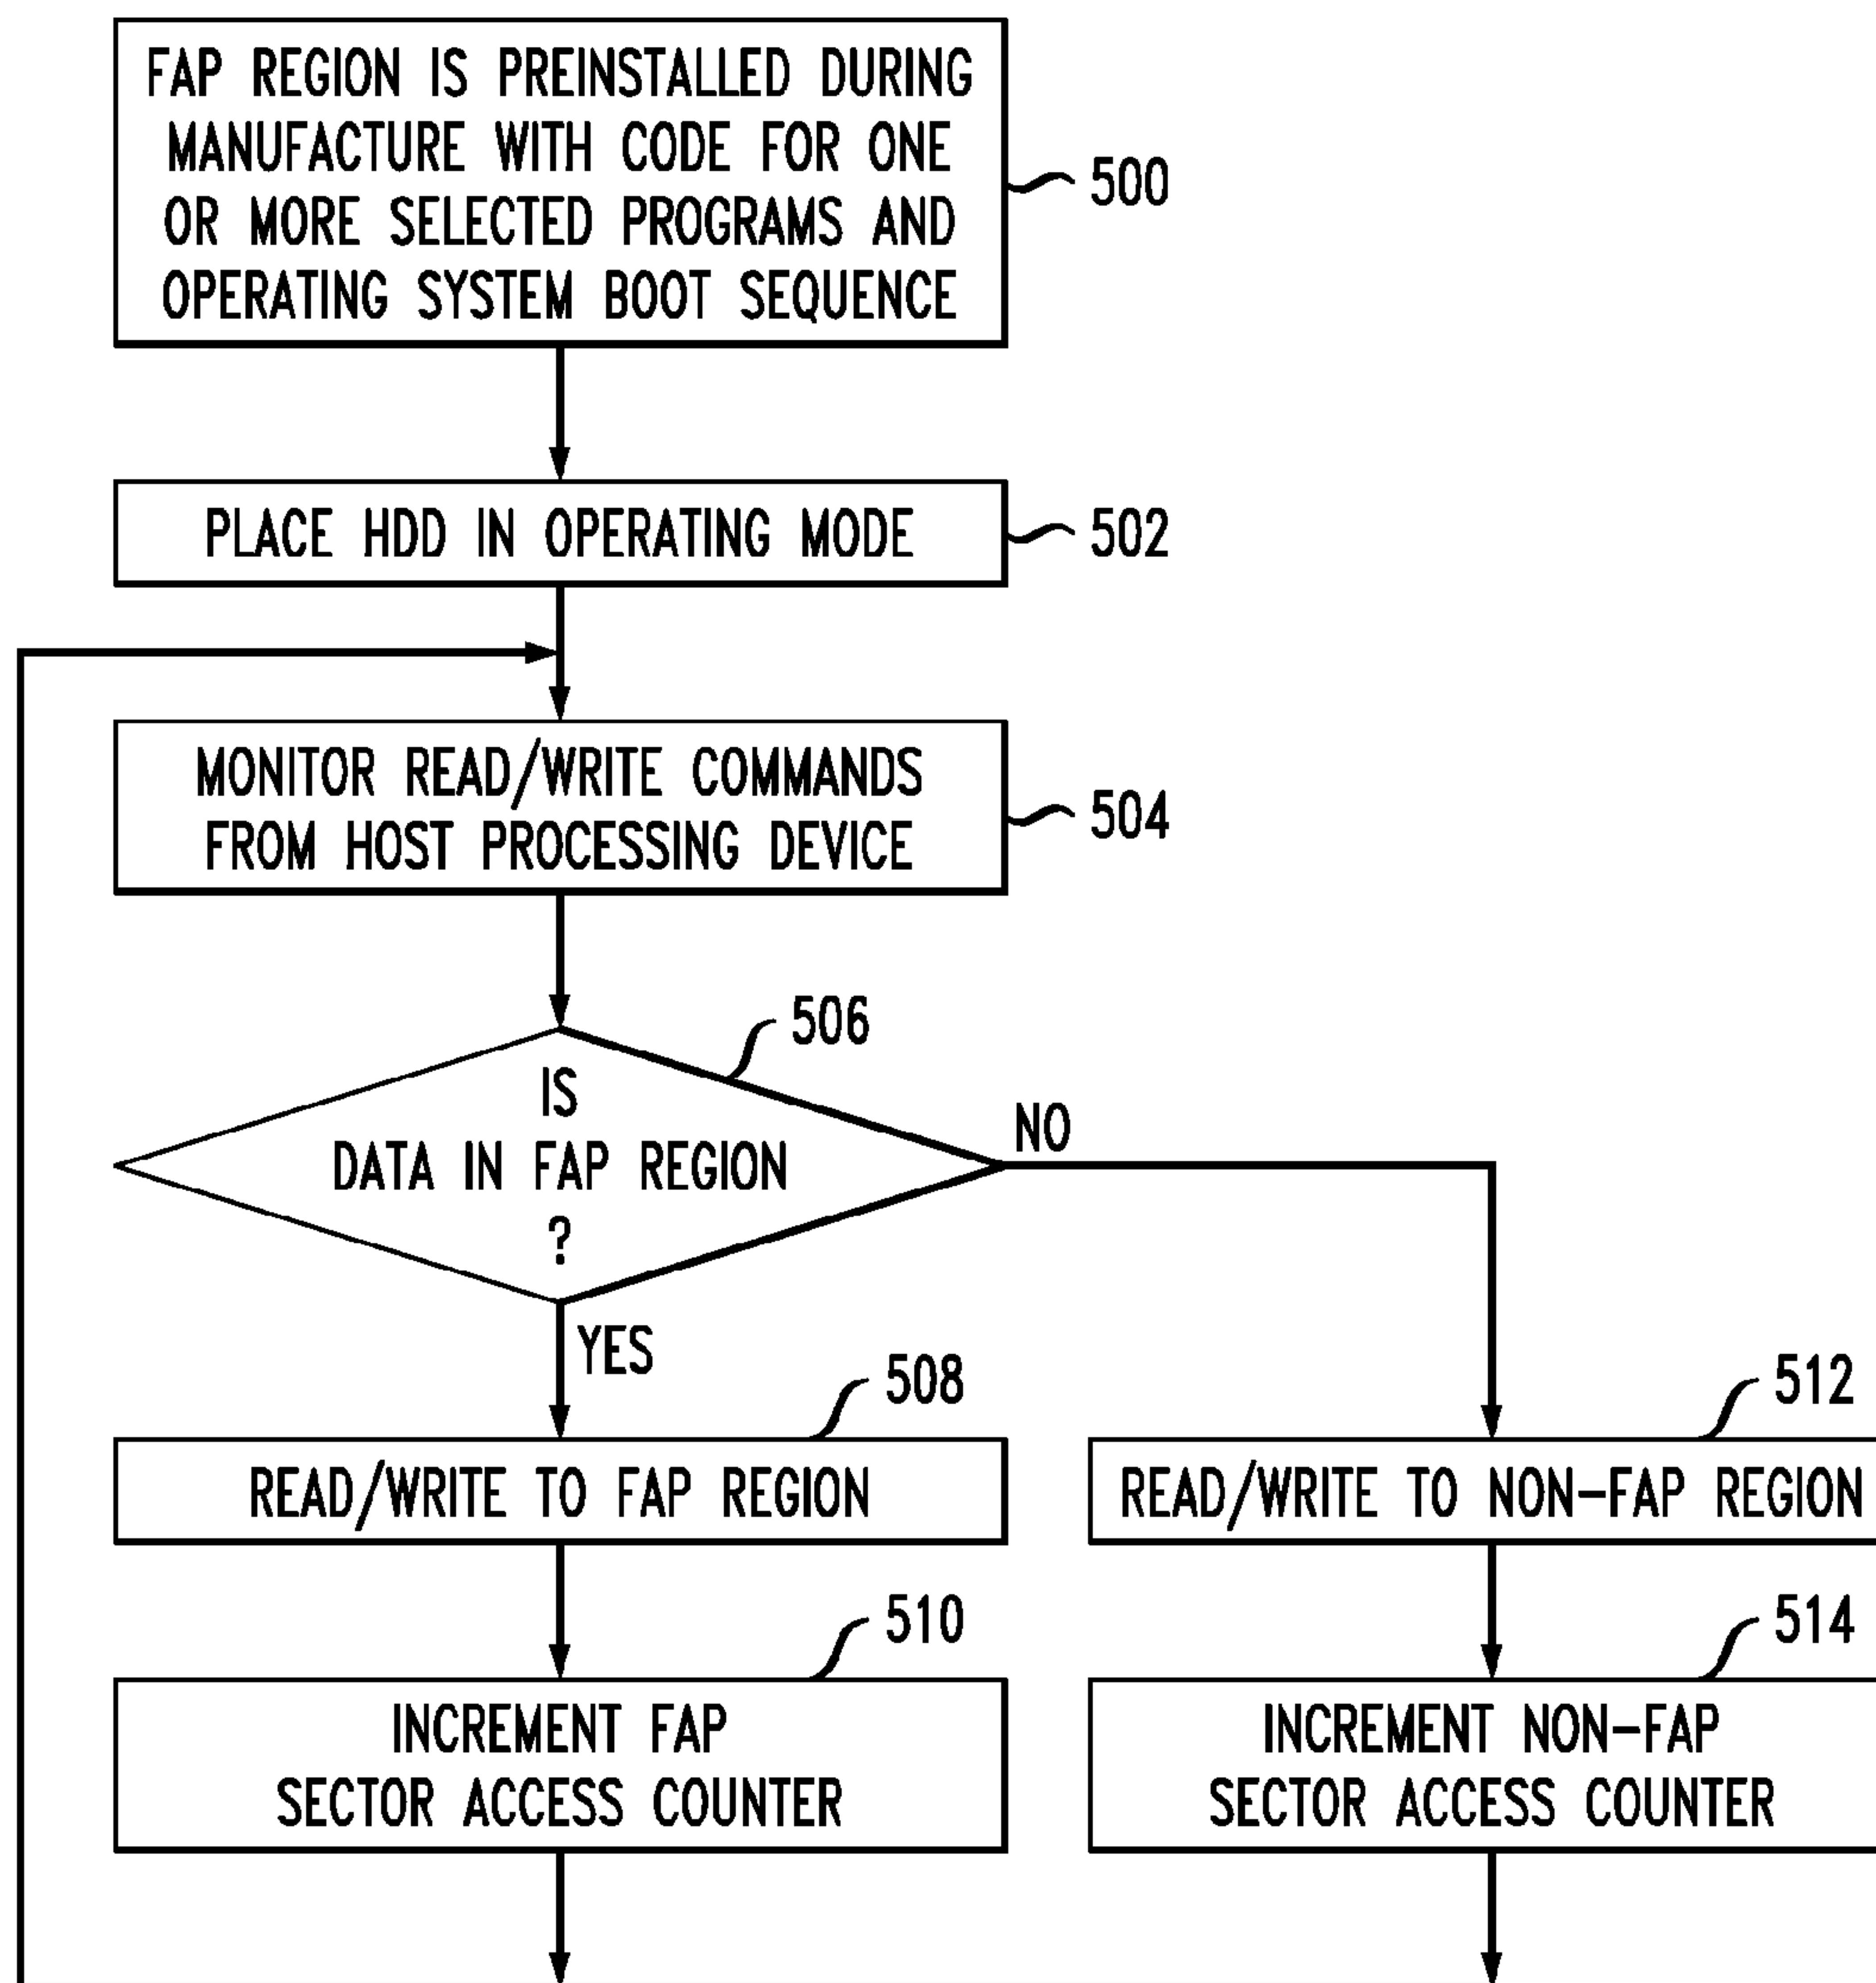 FAP REGION IS PREINSTALLED DURING
MANUFACTURE WITH CODE FOR ONE
OR MORE SELECTED PROGRAMS AND
OPERATING SYSTEM BOOT SEQUENCE
500
PLACE HDD IN OPERATING MODE
502
MONITOR READ/WRITE COMMANDS
FROM HOST PROCESSING DEVICE
504
506
IS
DATA IN FAP REGION
?
NO
YES
508
READ/WRITE TO FAP REGION
512
READ/WRITE TO NON-FAP REGION
510
INCREMENT FAP
SECTOR ACCESS COUNTER
514
INCREMENT NON-FAP
SECTOR ACCESS COUNTER